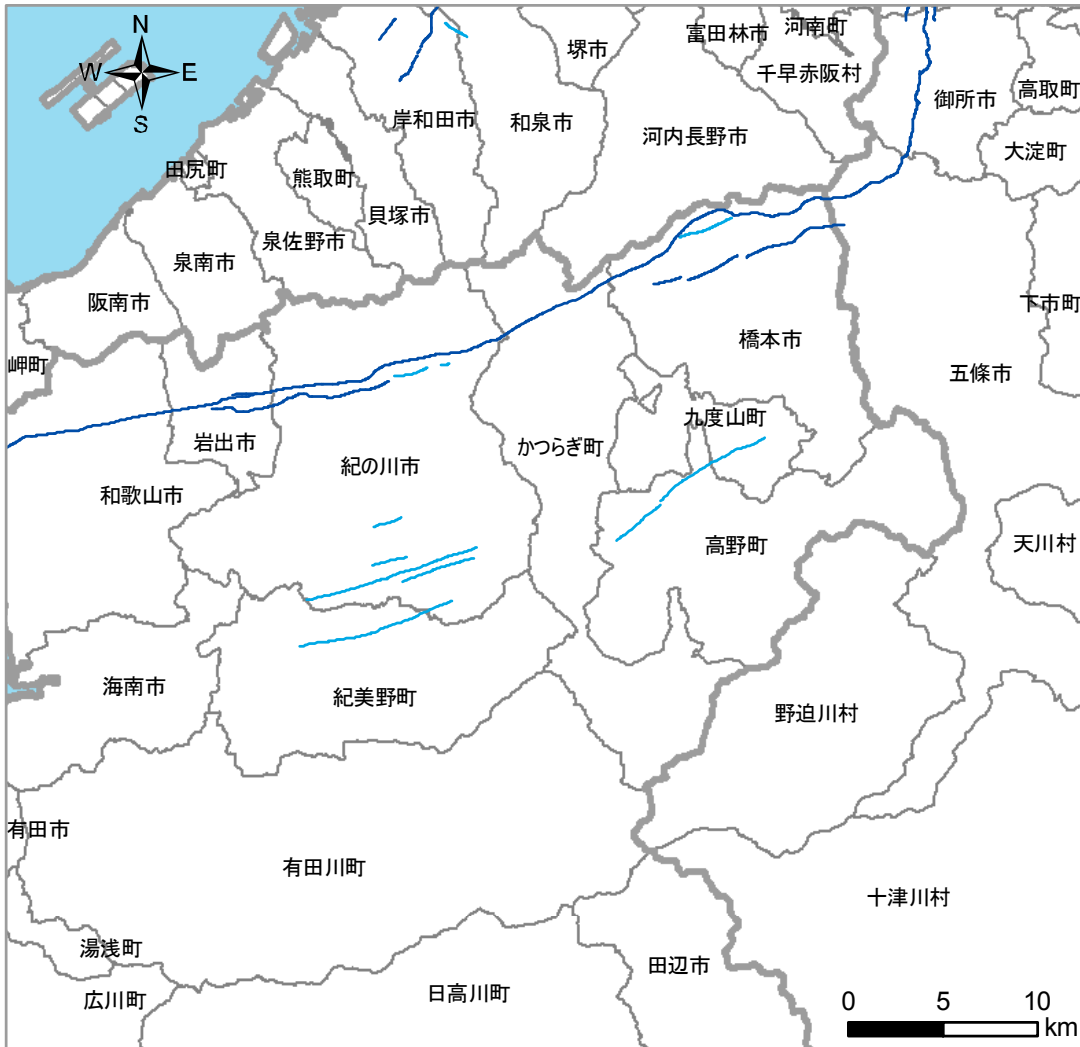 N
W
E
S
堺市
富田林市
河南町
千早赤阪村
御所市
高取町
大淀町
岸和田市
和泉市
河内長野市
田尻町
熊取町
貝塚市
泉佐野市
泉南市
阪南市
岬町
下市町
橋本市
五條市
九度山町
かつらぎ町
岩出市
紀の川市
和歌山市
高野町
天川村
海南市
紀美野町
野迫川村
有田市
有田川町
十津川村
湯浅町
広川町
日高川町
田辺市
0 5 10
km